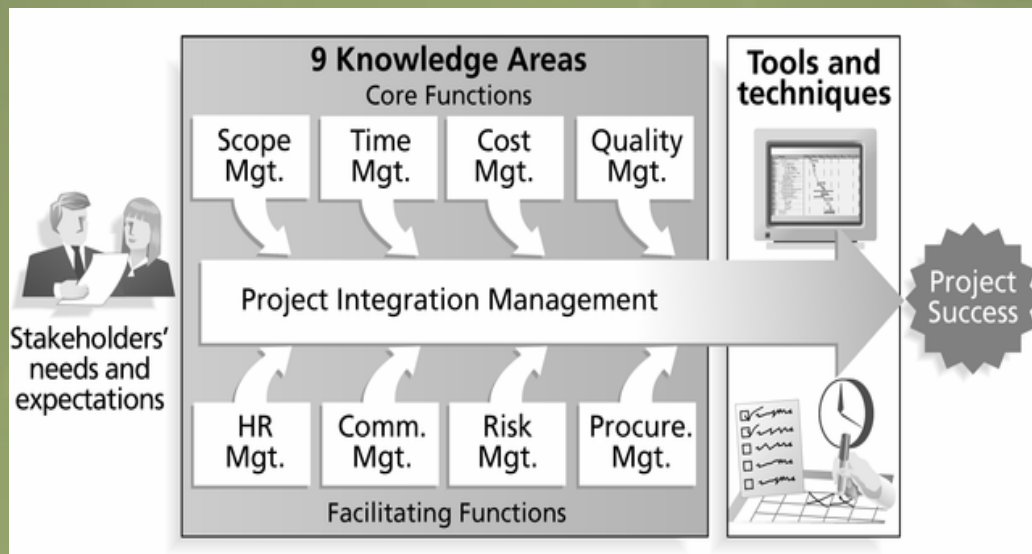 9 Knowledge Areas
Core Functions
Scope
Mgt.
Time
Mgt.
Cost
Mgt.
Quality
Mgt.
Tools and
techniques
Stakeholders'
needs and
expectations
Project Integration Management
Project
Success
HR
Mgt.
Comm.
Mgt.
Risk
Mgt.
Procure.
Mgt.
Facilitating Functions